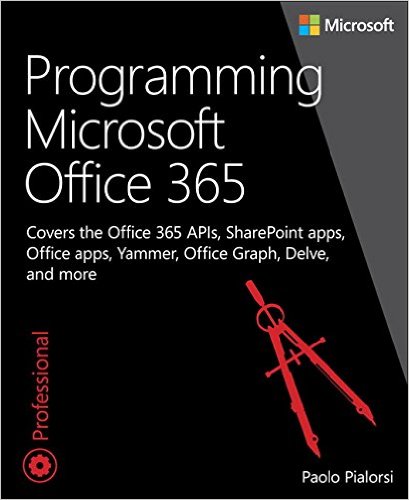 Microsoft
Programming
Microsoft
Office 365
Covers the Office 365 APIs, SharePoint apps,
Office apps, Yammer, Office Graph, Delve,
and more
Professional
Paolo Pialorsi